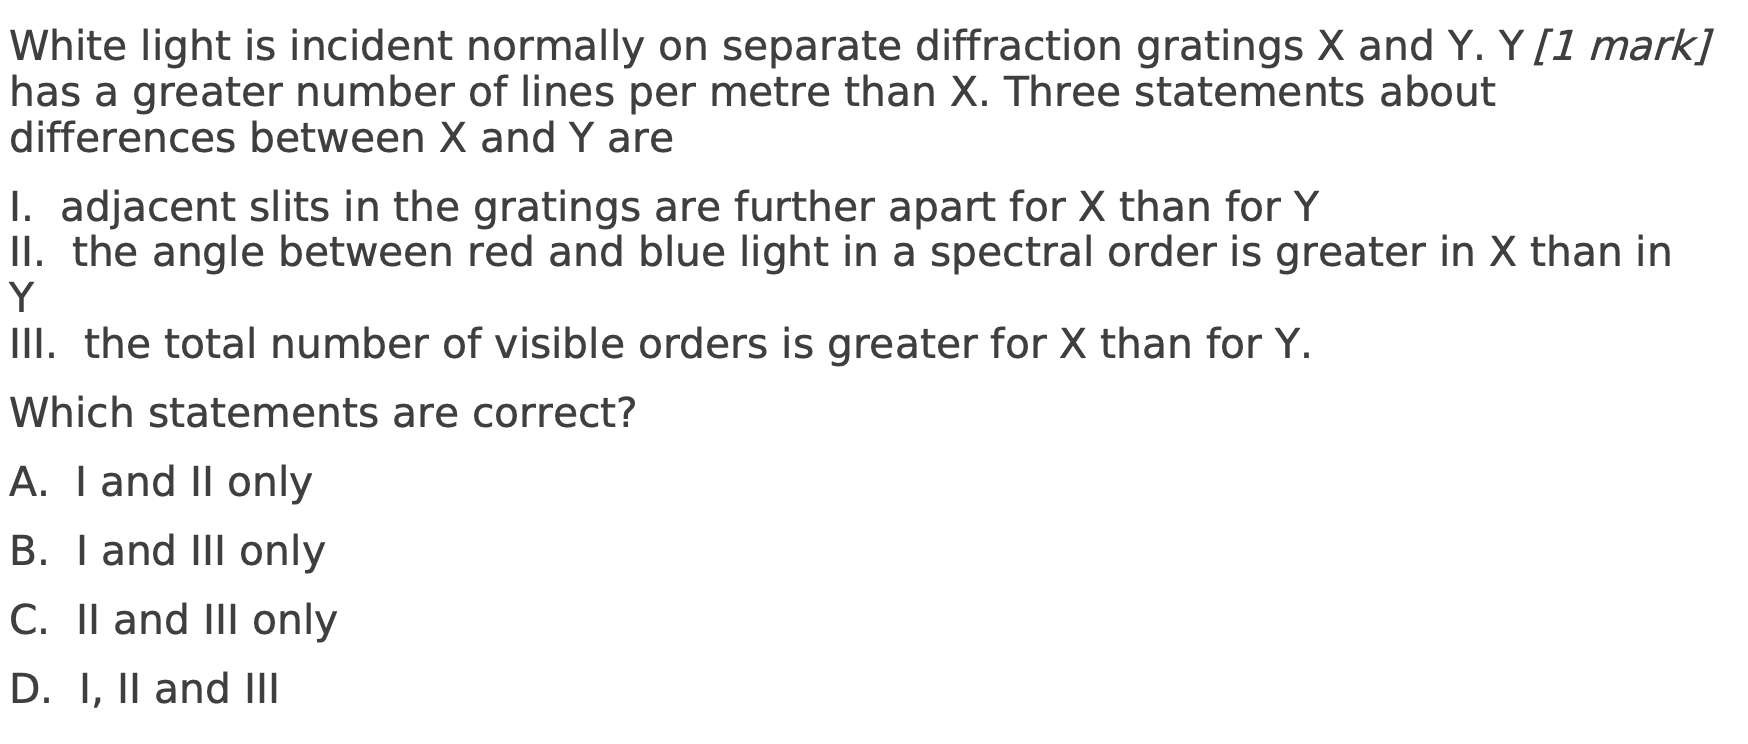 White light is incident normally on separate diffraction gratings X and Y. Y [1 mark]
has a greater number of lines per metre than X. Three statements about
differences between X and Y are
I. adjacent slits in the gratings are further apart for X than for Y
II. the angle between red and blue light in a spectral order is greater in X than in
Y
III. the total number of visible orders is greater for X than for Y.
Which statements are correct?
A. I and II only
B. I and III only
C. II and III only
D. I, II and III